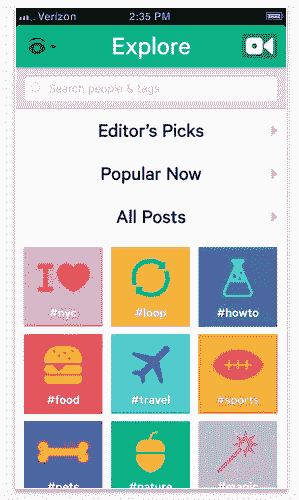 Verizon 2:35 PM
Explore
Search people & tags
Editor's Picks
Popular Now
All Posts
I
#nyc #loop #howto
#food #travel #sports
#pets #nature #magic